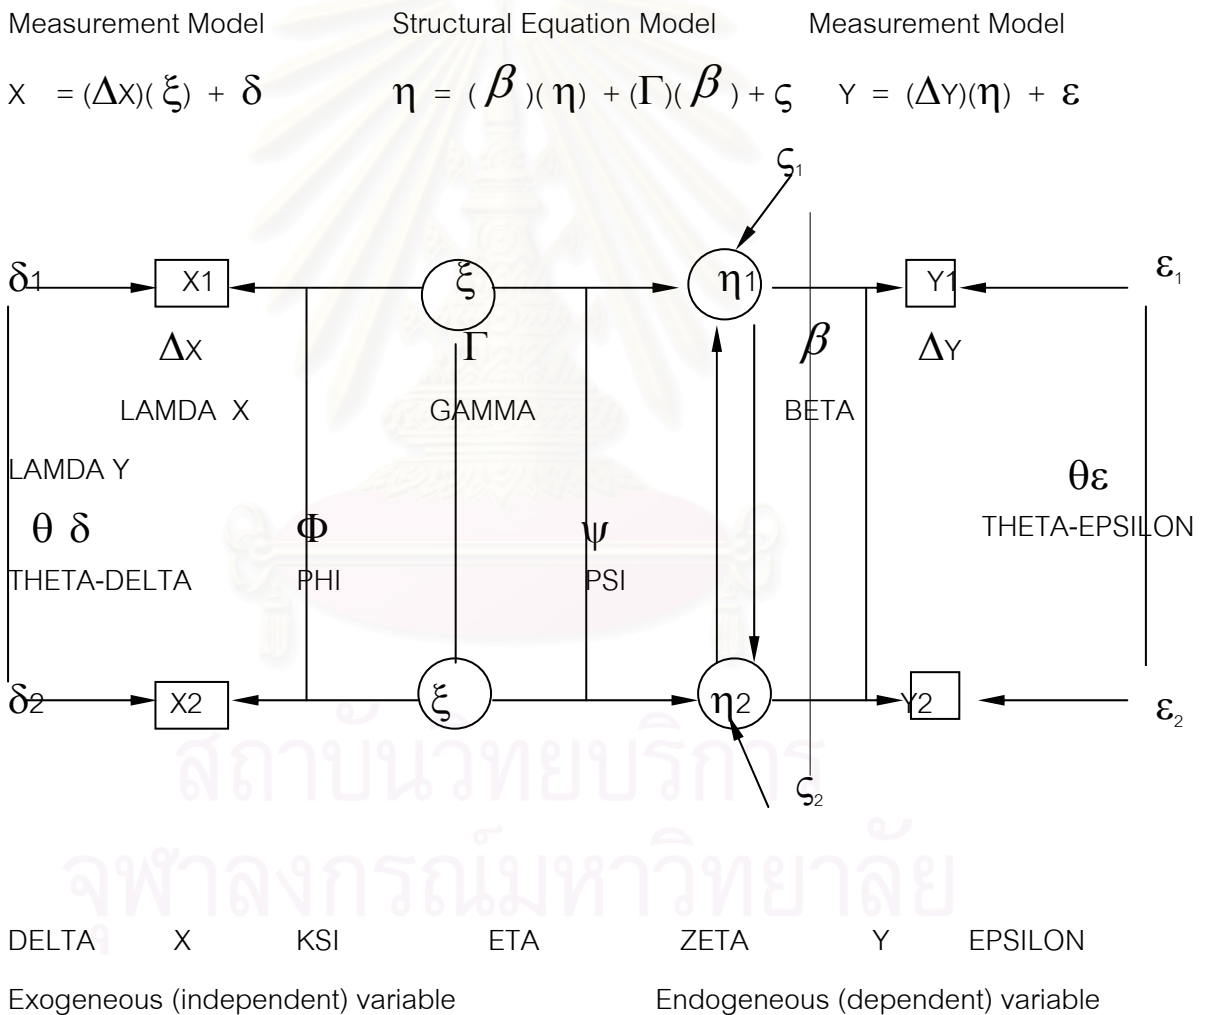 Measurement Model Structural Equation Model Measurement Model
X = (ΔX)( ξ) + δ η = ( β )( η) + (Γ)( β ) + ς Y = (ΔY)(η) + ε
ς1
δ1 X1 ξ η1 Y1 ε1
ΔX Γ β ΔY
LAMDA X GAMMA BETA
LAMDA Y
θ δ Φ ψ θε
THETA-DELTA PHI PSI THETA-EPSILON
δ2 X2 ξ η2 Y2 ε2
ς2
สถาบันวิทยบริการ
จุฬาลงกรณ์มหาวิทยาลัย
DELTA X KSI ETA ZETA Y EPSILON
Exogeneous (independent) variable Endogeneous (dependent) variable